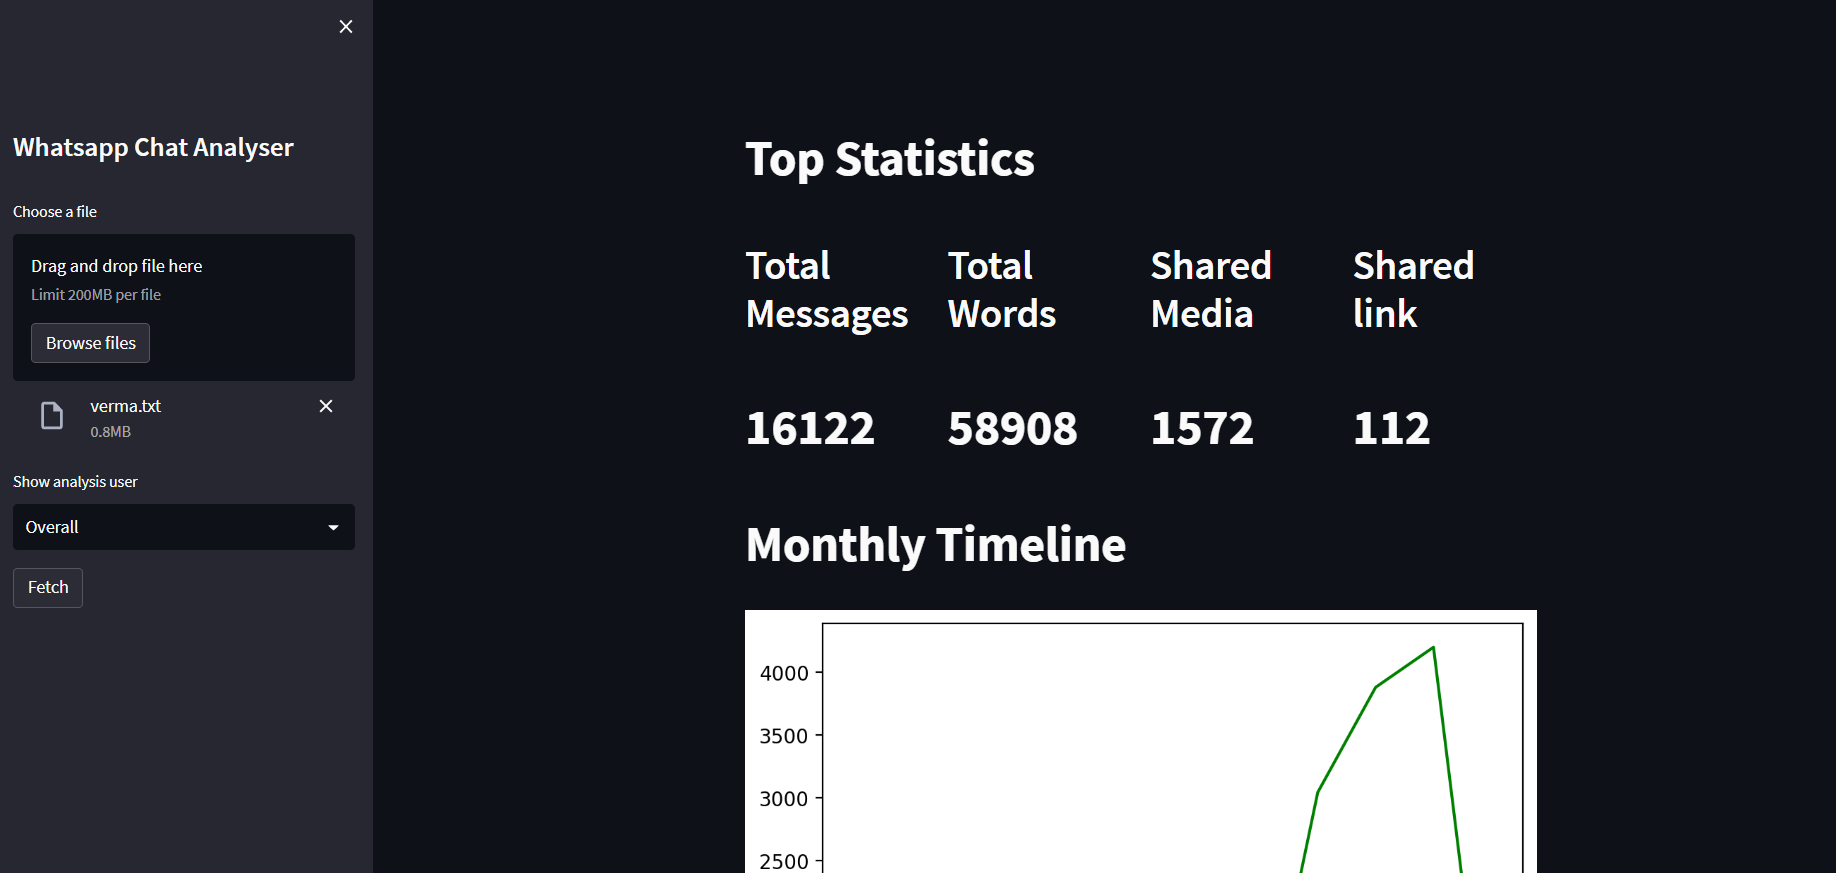 Whatsapp Chat Analyser
Choose a file
Drag and drop file here
Limit 200MB per file
Browse files
verma.txt
0.8MB
Show analysis user
Overall
Fetch
Top Statistics
Total Messages
Total Words
Shared Media
Shared link
16122
58908
1572
112
Monthly Timeline
4000
3500
3000
2500